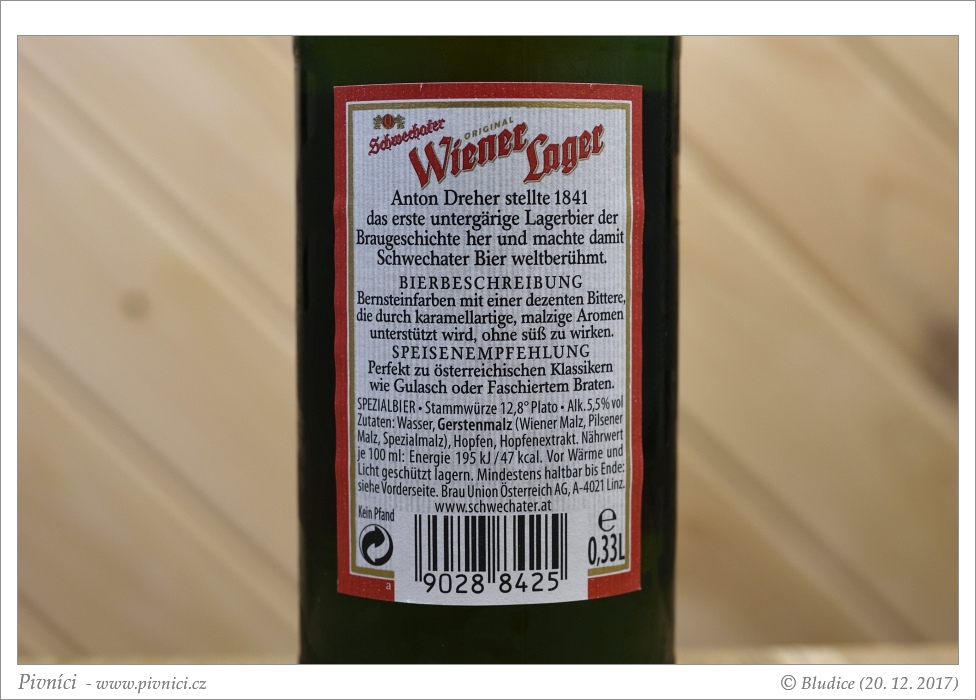 Schwechater
ORIGINAL
Wiener Lager
Anton Dreher stellte 1841
das erste untergärige Lagerbier der
Braugeschichte her und machte damit
Schwechater Bier weltberühmt.
BIERBESCHREIBUNG
Bernsteinfarben mit einer dezenten Bittere,
die durch karamellartige, malzige Aromen
unterstützt wird, ohne süß zu wirken.
SPEISENEMPFEHLUNG
Perfekt zu österreichischen Klassikern
wie Gulasch oder Faschiertem Braten.
SPEZIALBIER • Stammwürze 12,8° Plato • Alk. 5,5% vol
Zutaten: Wasser, Gerstenmalz (Wiener Malz, Pilsener
Malz, Spezialmalz), Hopfen, Hopfenextrakt. Nährwert
je 100 ml: Energie 195 kJ / 47 kcal. Vor Wärme und
Licht geschützt lagern. Mindestens haltbar bis Ende:
siehe Vorderseite. Brau Union Österreich AG, A-4021 Linz.
www.schwechater.at
Kein Pfand
e
0,33L
a
9028 8425
Pivníci - www.pivnici.cz
© Bludice (20. 12. 2017)